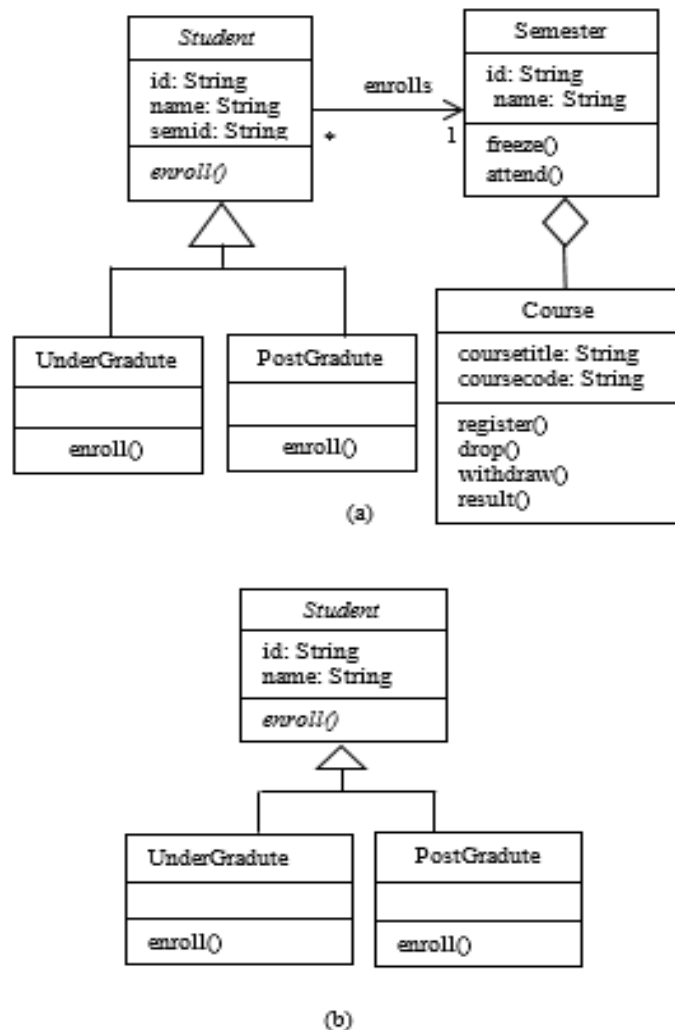 Student
id: String
name: String
semid: String
enroll()
enrolls
*
1
Semester
id: String
name: String
freeze()
attend()
UnderGradute
enroll()
PostGradute
enroll()
Course
coursetitle: String
coursecode: String
register()
drop()
withdraw()
result()
(a)
Student
id: String
name: String
enroll()
UnderGradute
enroll()
PostGradute
enroll()
(b)